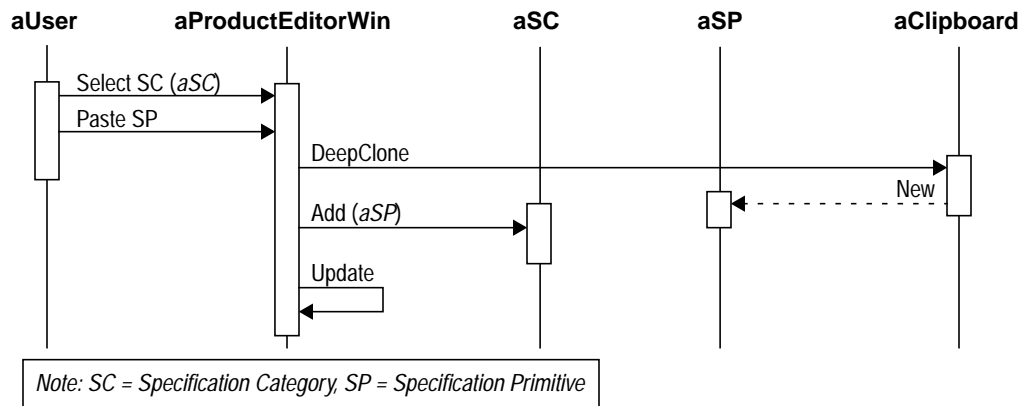 aUser aProductEditorWin aSC aSP aClipboard
Select SC (aSC)
Paste SP
DeepClone
New
Add (aSP)
Update
Note: SC = Specification Category, SP = Specification Primitive